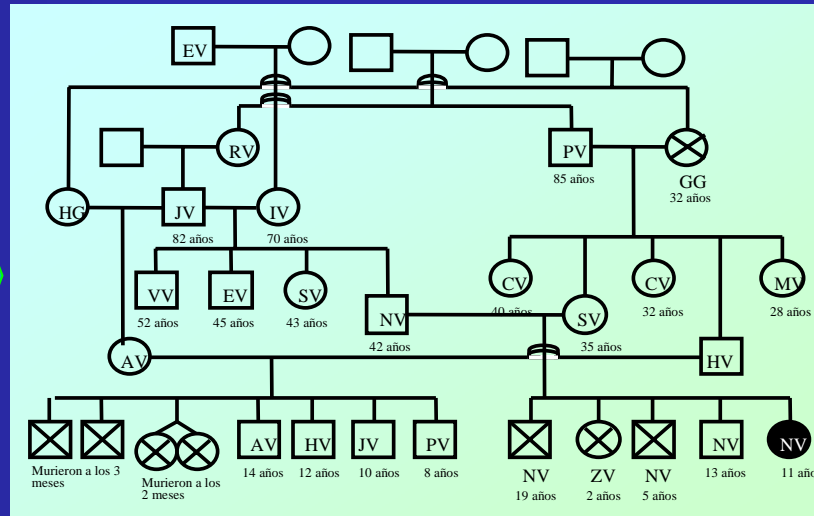 EV
RV
PV
85 años
GG
32 años
HG
JV
82 años
IV
70 años
VV
52 años
EV
45 años
SV
43 años
NV
42 años
CV
40 años
SV
35 años
CV
32 años
MV
28 años
AV
HV
Murieron a los 3
meses
Murieron a los
2 meses
AV
14 años
HV
12 años
JV
10 años
PV
8 años
NV
19 años
ZV
2 años
NV
5 años
NV
13 años
NV
11 año